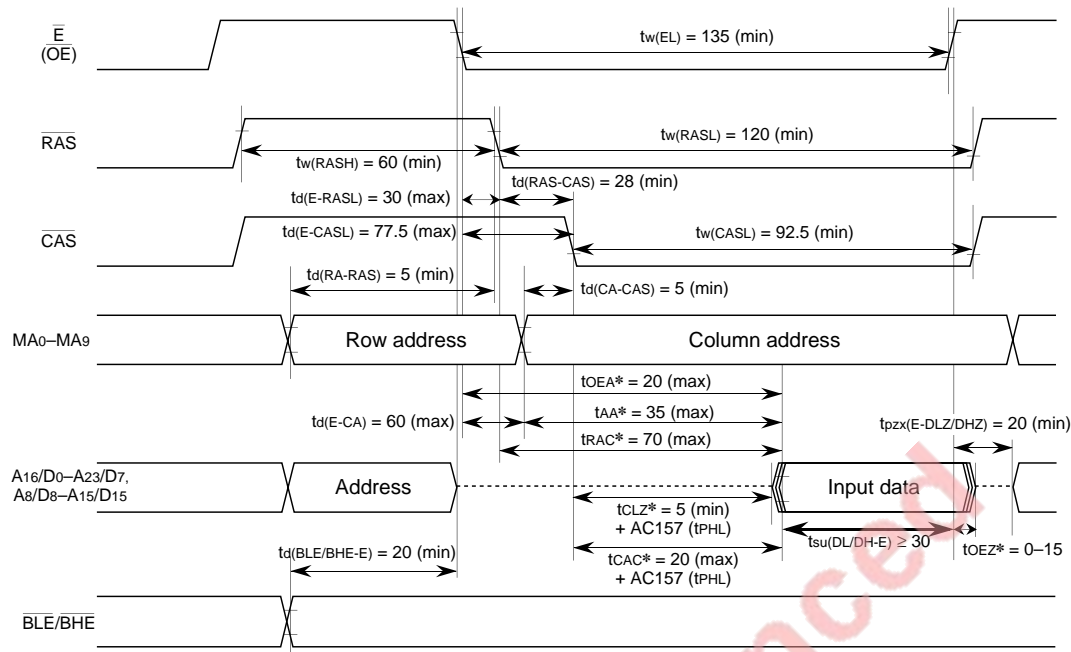 E
(OE)
tw(EL) = 135 (min)
RAS
tw(RASL) = 120 (min)
tw(RASH) = 60 (min)
td(RAS-CAS) = 28 (min)
td(E-RASL) = 30 (max)
CAS
td(E-CASL) = 77.5 (max)
tw(CASL) = 92.5 (min)
td(RA-RAS) = 5 (min)
td(CA-CAS) = 5 (min)
MA0–MA9
Row address
Column address
tOEA* = 20 (max)
td(E-CA) = 60 (max)
tAA* = 35 (max)
tpzx(E-DLZ/DHZ) = 20 (min)
tRAC* = 70 (max)
A16/D0–A23/D7,
A8/D8–A15/D15
Address
Input data
tCLZ* = 5 (min)
+ AC157 (tPHL)
tsu(DL/DH-E) ≥ 30
tOEZ* = 0–15
td(BLE/BHE-E) = 20 (min)
tCAC* = 20 (max)
+ AC157 (tPHL)
BLE/BHE